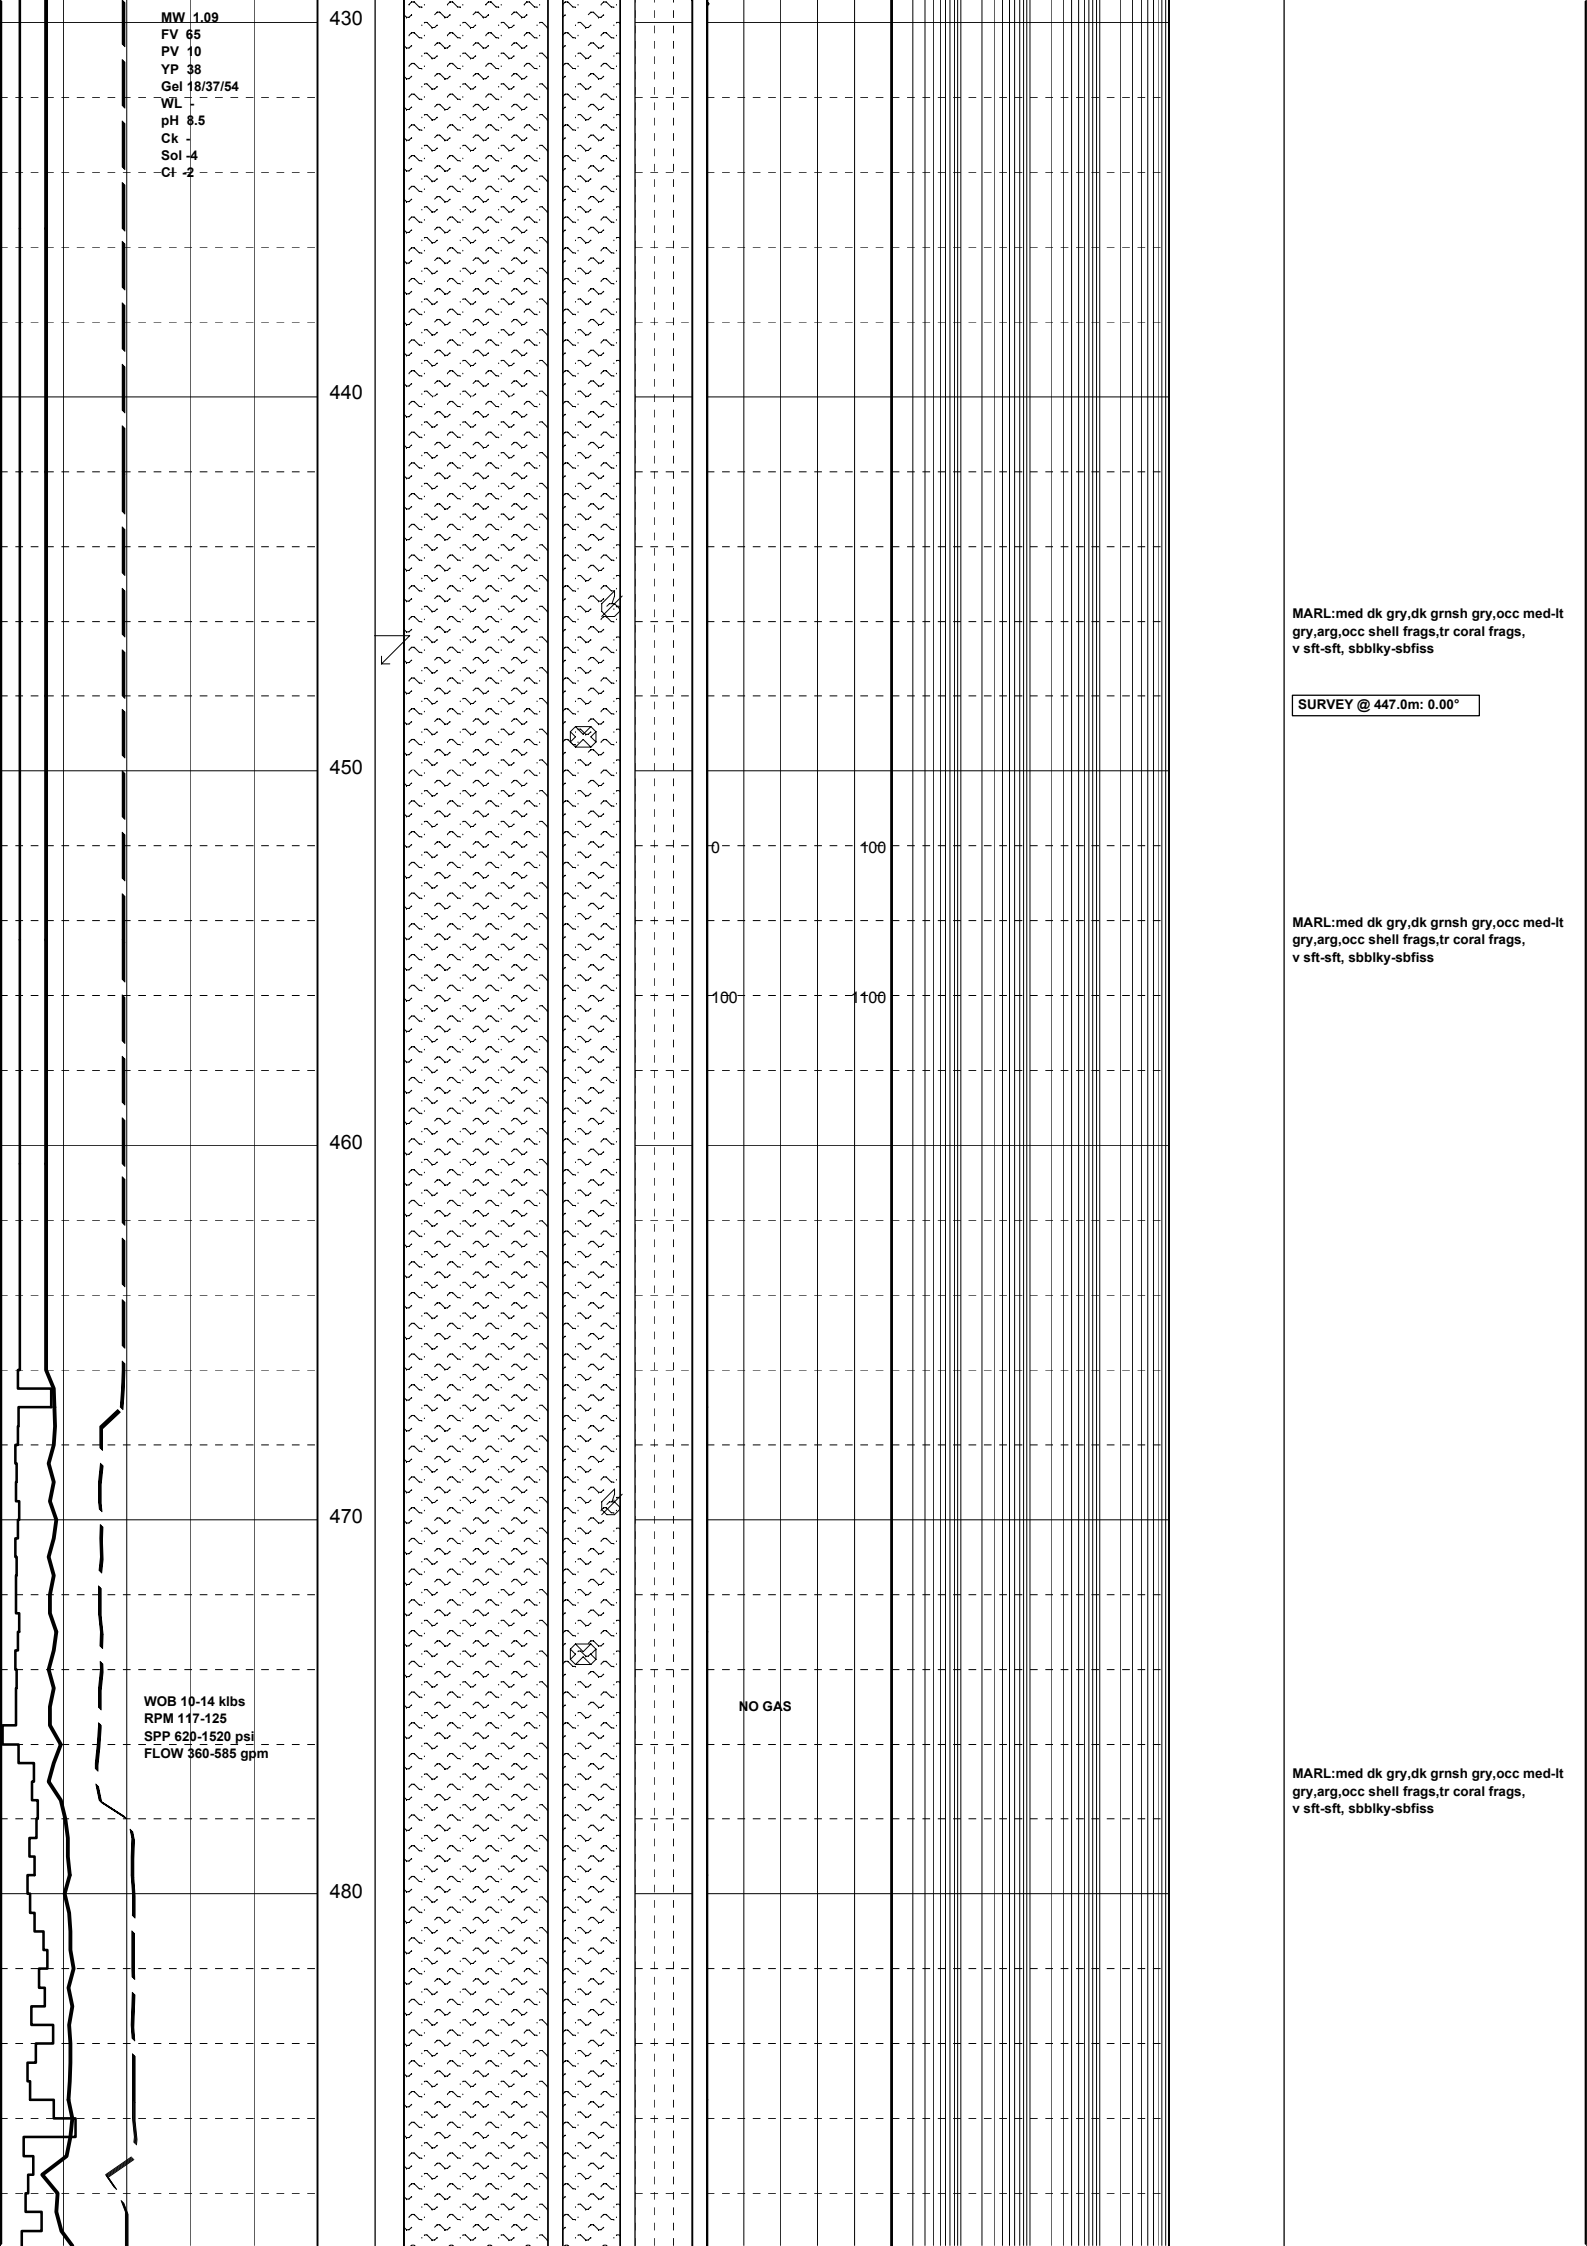 MW 1.09
FV 65
PV 10
YP 38
Gel 18/37/54
WL -
pH 8.5
Ck -
Sol -4
Cl -2
430
440
MARL:med dk gry,dk grnsh gry,occ med-lt
gry,arg,occ shell frags,tr coral frags,
v sft-sft, sbblky-sbfiss
SURVEY @ 447.0m: 0.00°
450
0 100
MARL:med dk gry,dk grnsh gry,occ med-lt
gry,arg,occ shell frags,tr coral frags,
v sft-sft, sbblky-sbfiss
100 1100
460
470
WOB 10-14 klbs
RPM 117-125
SPP 620-1520 psi
FLOW 360-585 gpm
NO GAS
MARL:med dk gry,dk grnsh gry,occ med-lt
gry,arg,occ shell frags,tr coral frags,
v sft-sft, sbblky-sbfiss
480